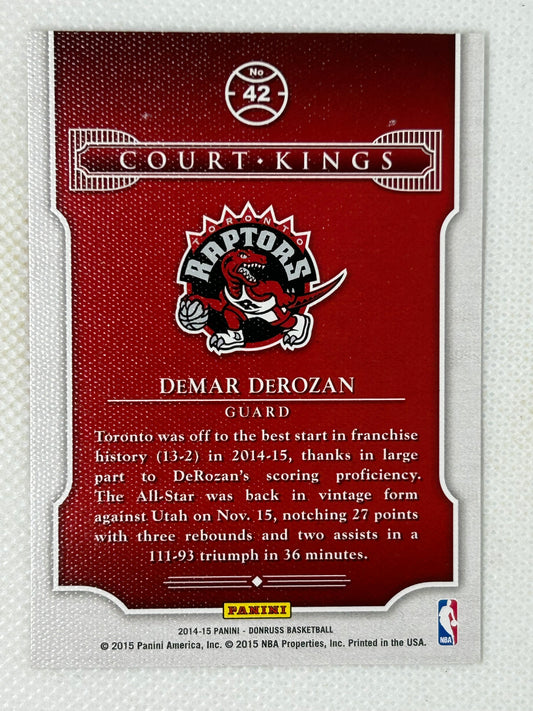 No
42
COURT · KINGS
TORONTO
RAPTORS
DEMAR DEROZAN
GUARD
Toronto was off to the best start in franchise
history (13-2) in 2014-15, thanks in large
part to DeRozan's scoring proficiency.
The All-Star was back in vintage form
against Utah on Nov. 15, notching 27 points
with three rebounds and two assists in a
111-93 triumph in 36 minutes.
PANINI
2014-15 PANINI - DONRUSS BASKETBALL
© 2015 Panini America, Inc. © 2015 NBA Properties, Inc. Printed in the USA.
NBA